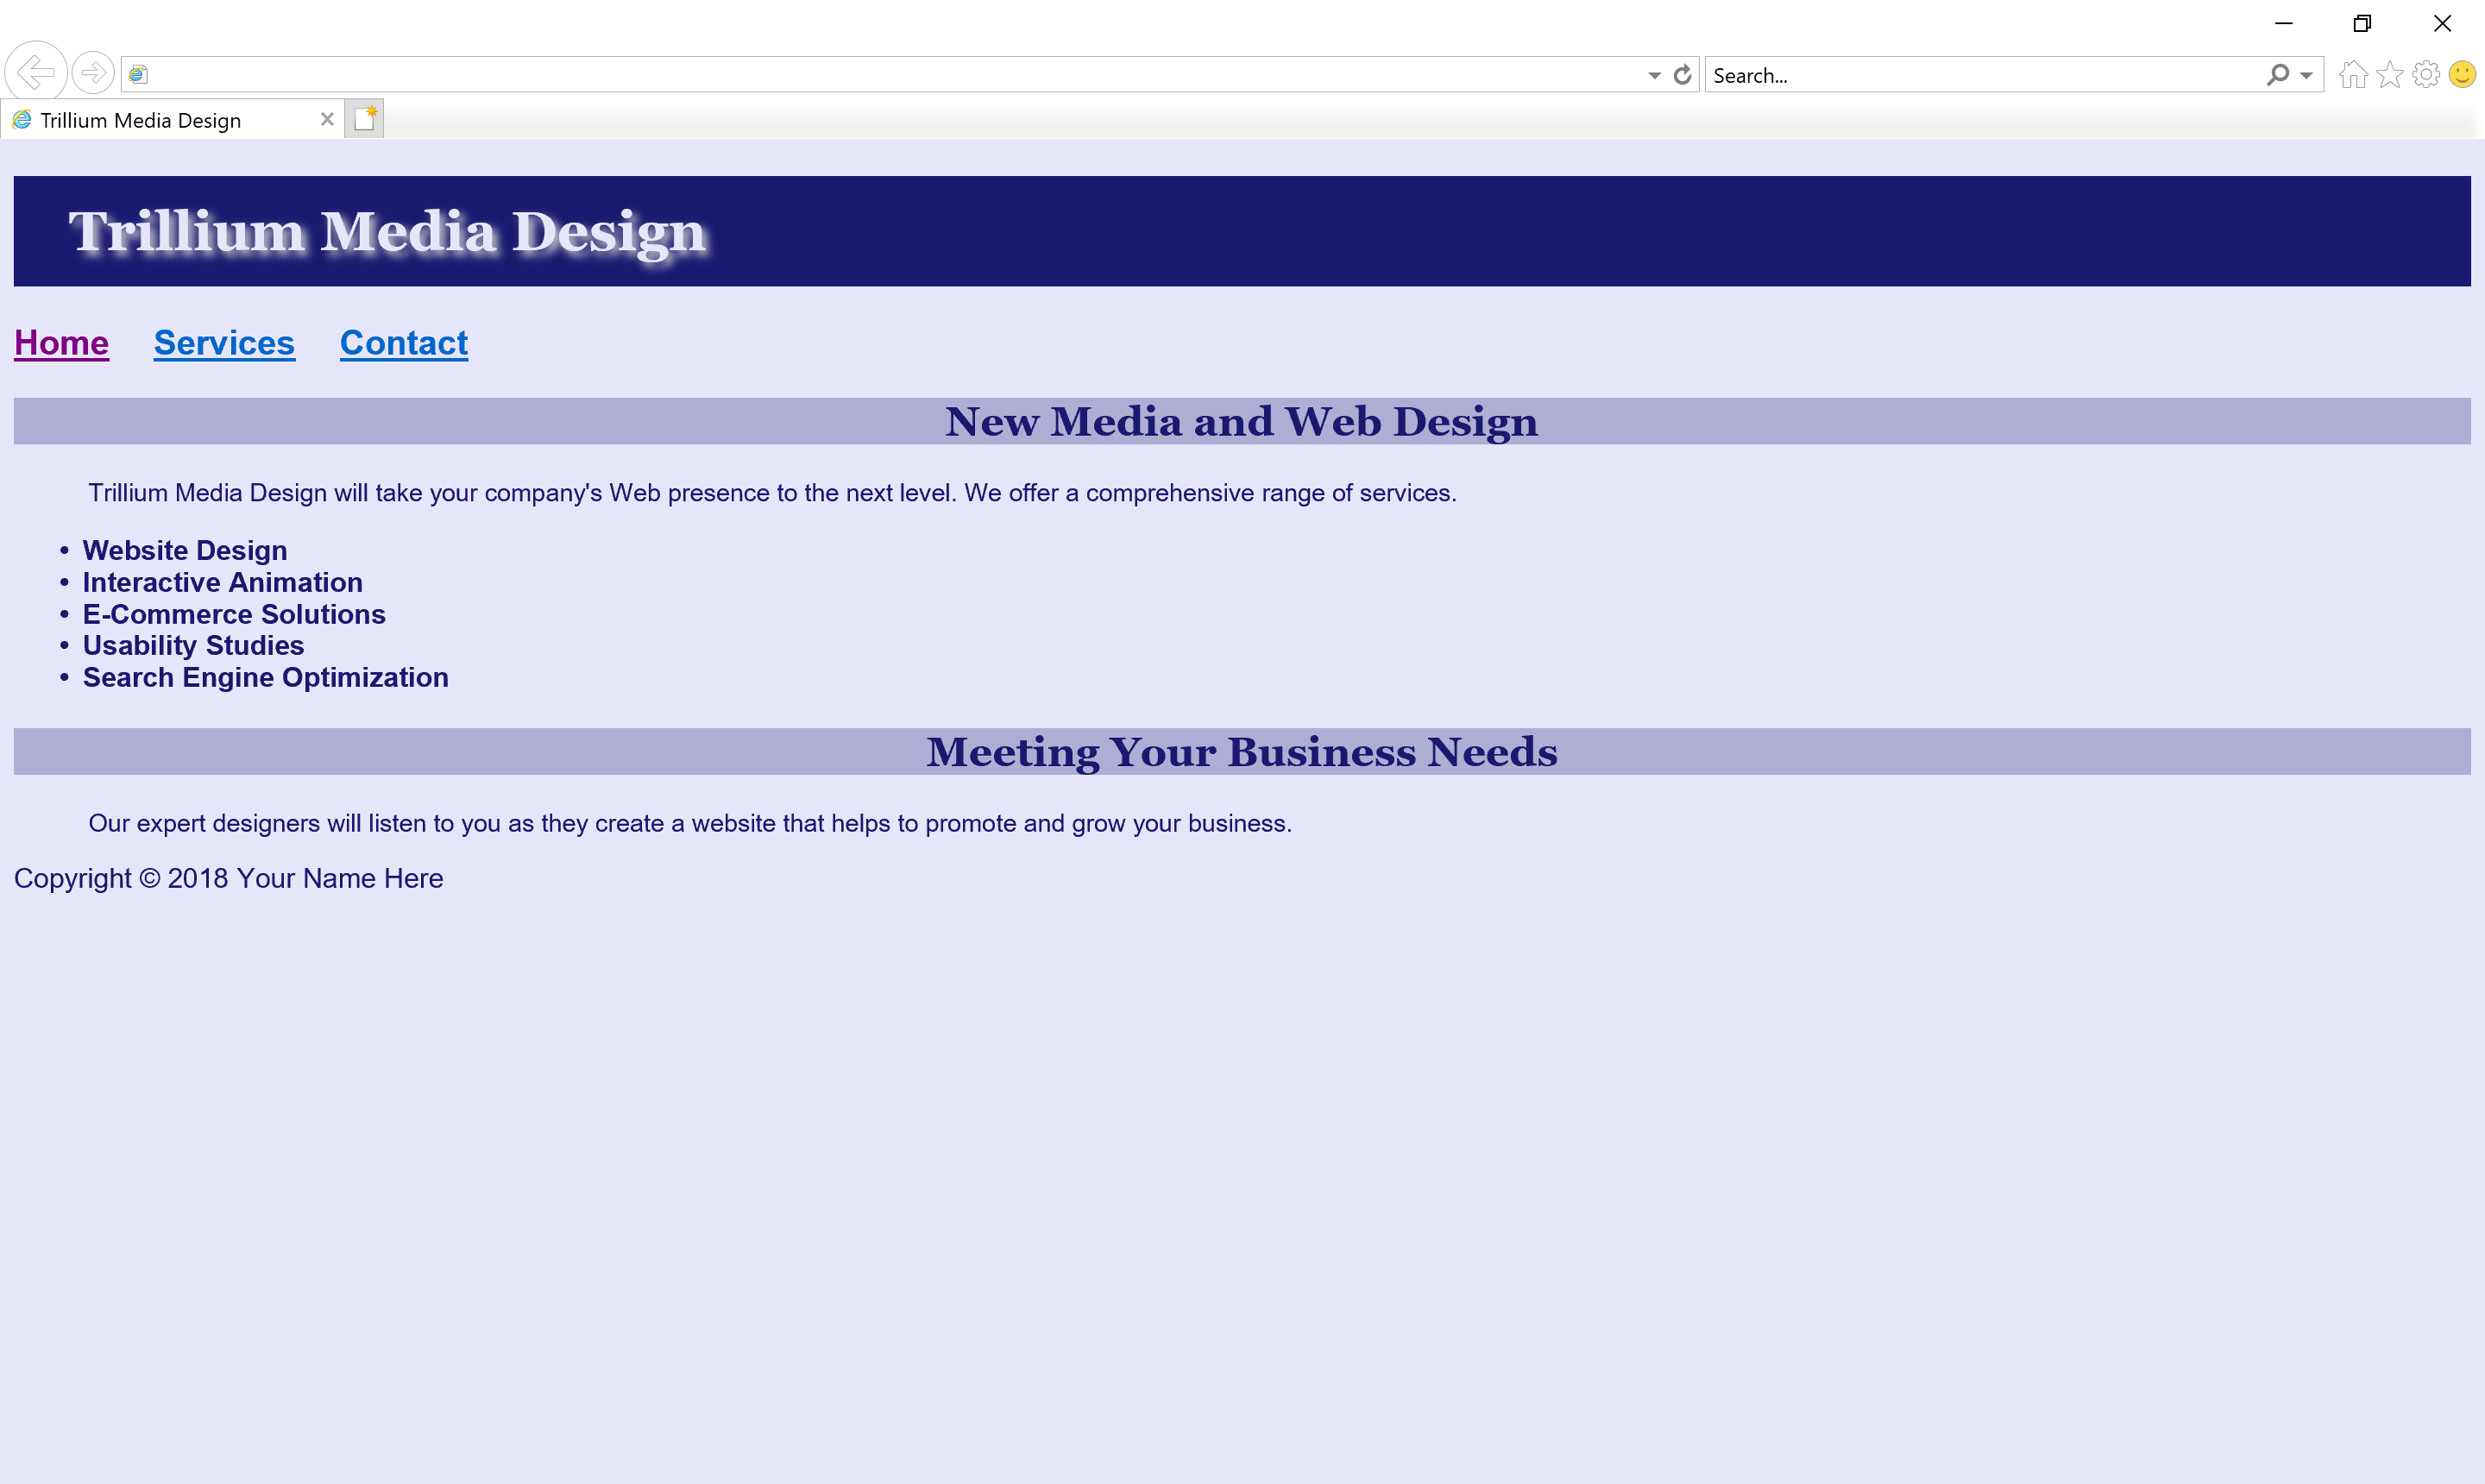 Search...
Trillium Media Design
Trillium Media Design
Home Services Contact
New Media and Web Design
Trillium Media Design will take your company's Web presence to the next level. We offer a comprehensive range of services.
• Website Design
• Interactive Animation
• E-Commerce Solutions
• Usability Studies
• Search Engine Optimization
Meeting Your Business Needs
Our expert designers will listen to you as they create a website that helps to promote and grow your business.
Copyright © 2018 Your Name Here